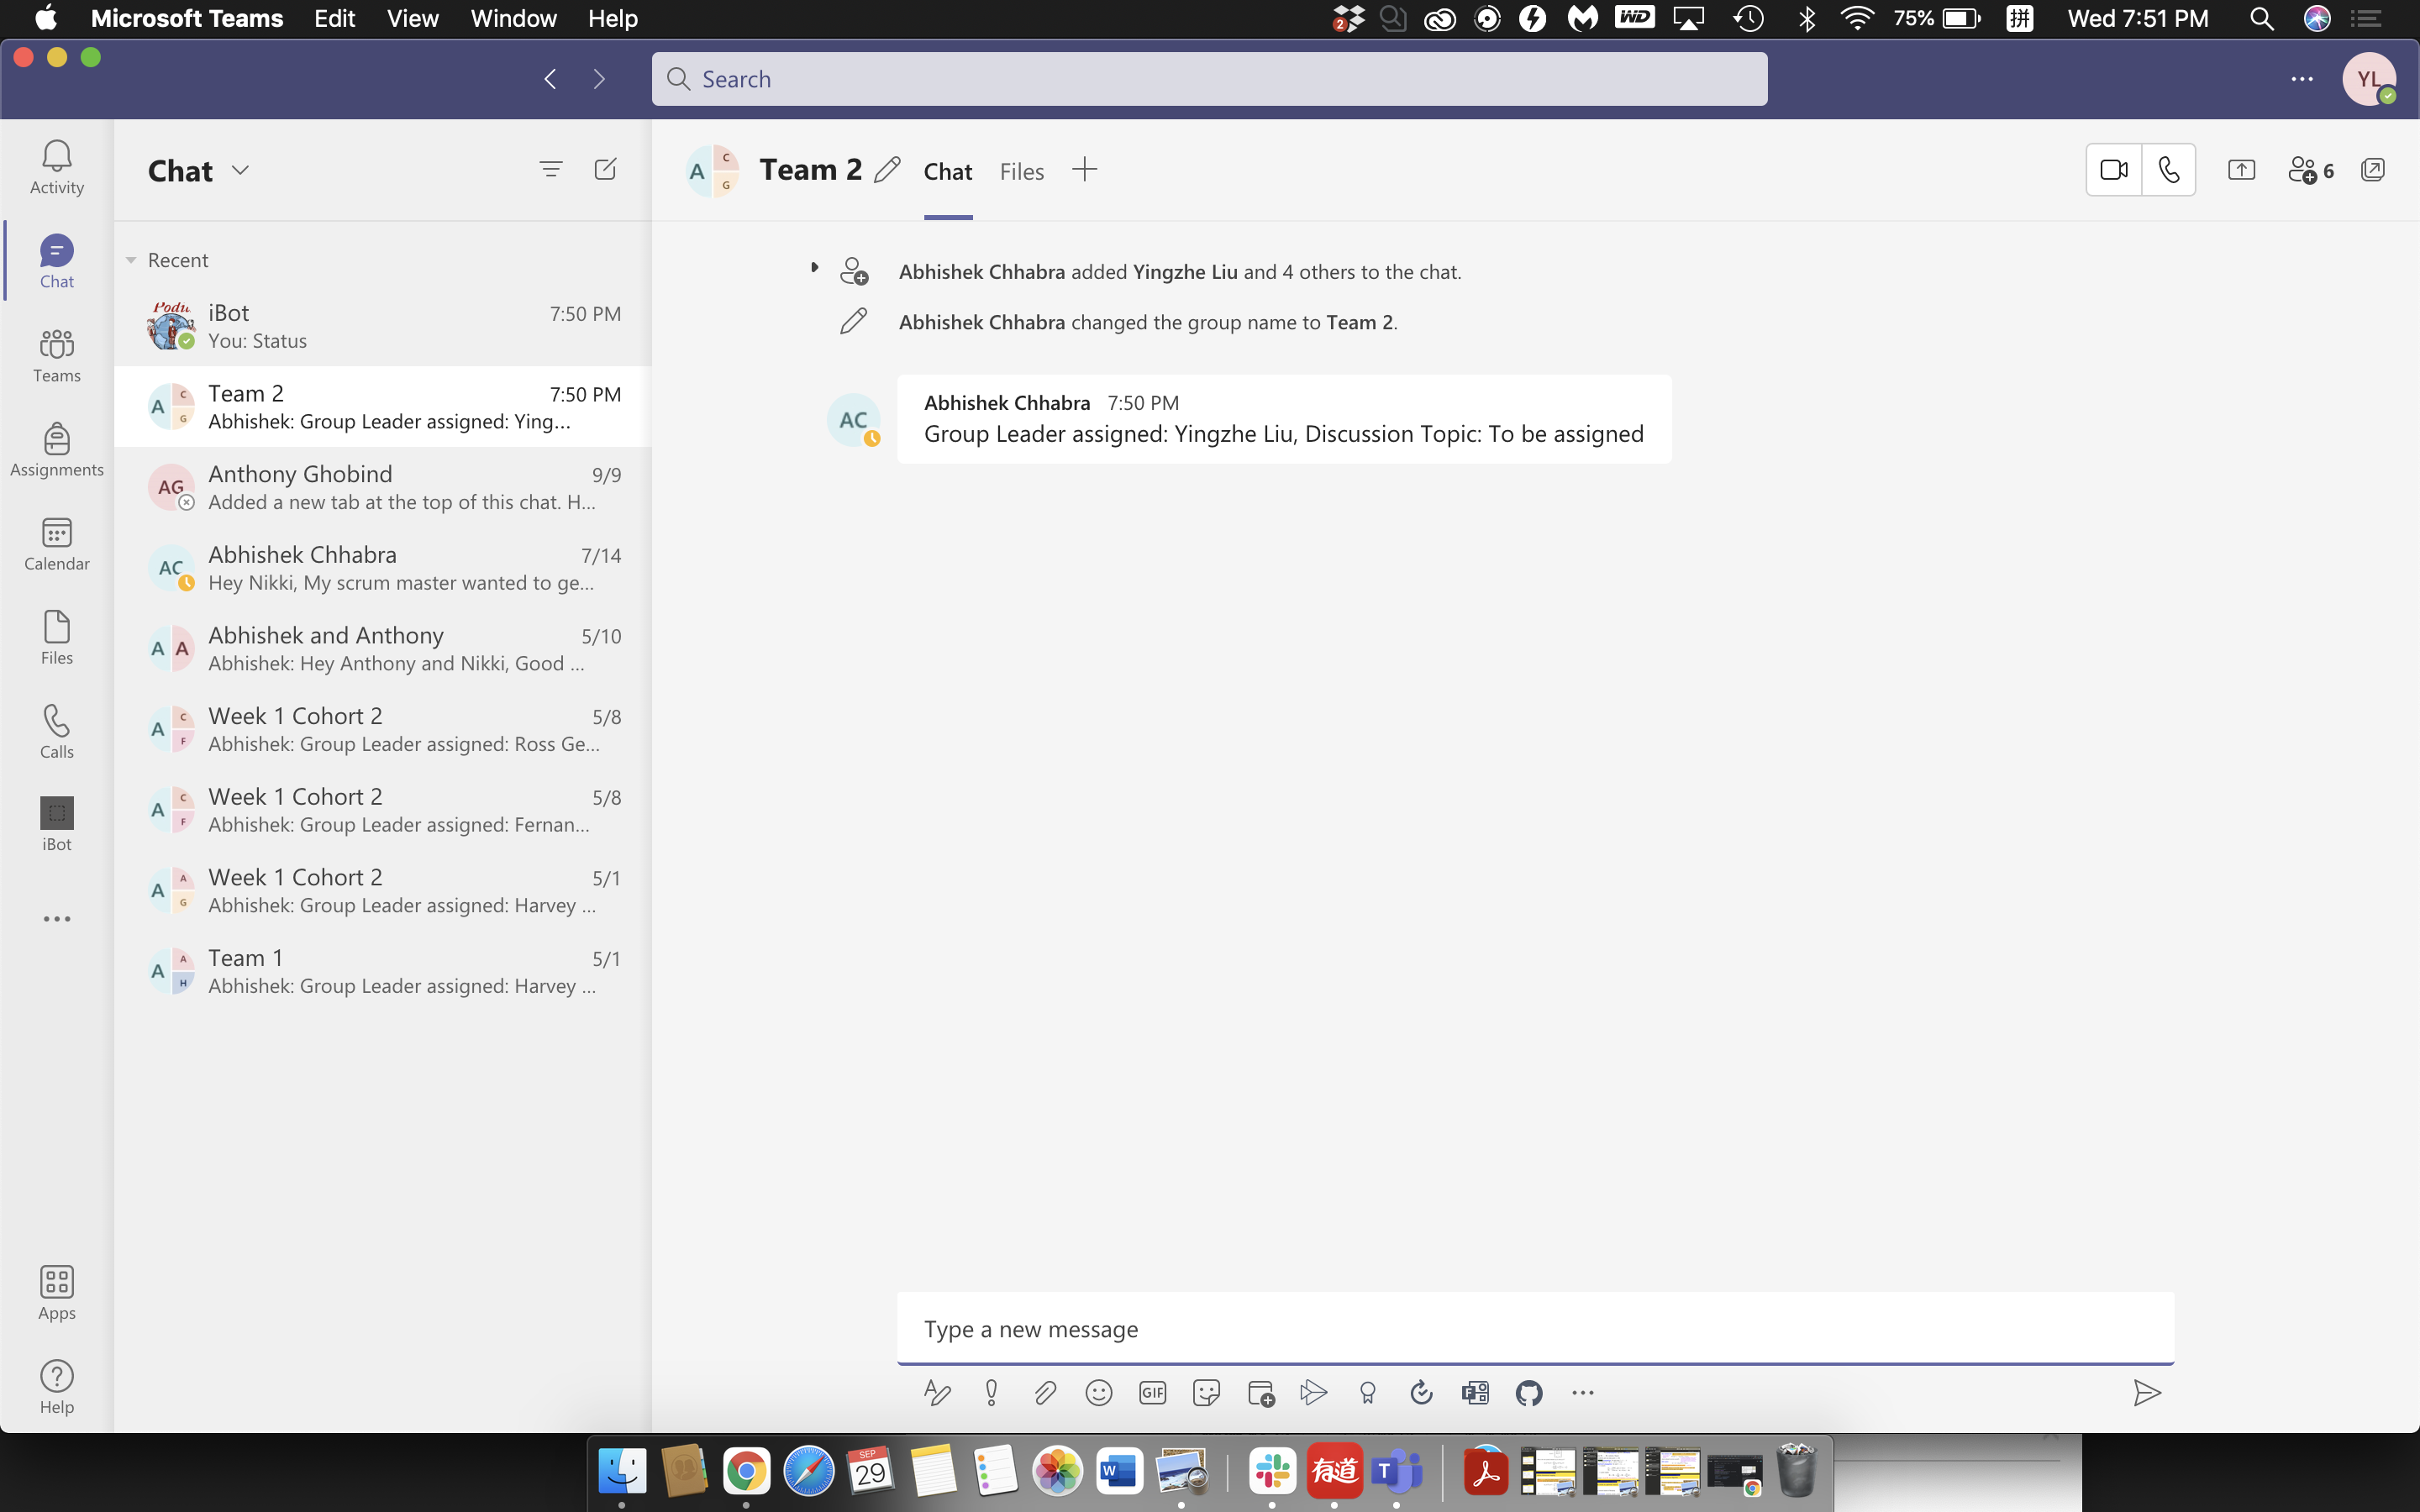 Microsoft Teams Edit View Window Help
2 WD 75% 拼 Wed 7:51 PM
Search
YL
Activity
Chat
Teams
Assignments
Calendar
Files
Calls
iBot
Apps
Help
Chat
Recent
iBot 7:50 PM
You: Status
A C G
Team 2 7:50 PM
Abhishek: Group Leader assigned: Ying...
AG
Anthony Ghobind 9/9
Added a new tab at the top of this chat. H...
AC
Abhishek Chhabra 7/14
Hey Nikki, My scrum master wanted to ge...
A A
Abhishek and Anthony 5/10
Abhishek: Hey Anthony and Nikki, Good ...
A C F
Week 1 Cohort 2 5/8
Abhishek: Group Leader assigned: Ross Ge...
A C F
Week 1 Cohort 2 5/8
Abhishek: Group Leader assigned: Fernan...
A A G
Week 1 Cohort 2 5/1
Abhishek: Group Leader assigned: Harvey ...
A A H
Team 1 5/1
Abhishek: Group Leader assigned: Harvey ...
A C G
Team 2 Chat Files
6
Abhishek Chhabra added Yingzhe Liu and 4 others to the chat.
Abhishek Chhabra changed the group name to Team 2.
AC
Abhishek Chhabra 7:50 PM
Group Leader assigned: Yingzhe Liu, Discussion Topic: To be assigned
Type a new message
GIF
SEP
29
W
有道
T